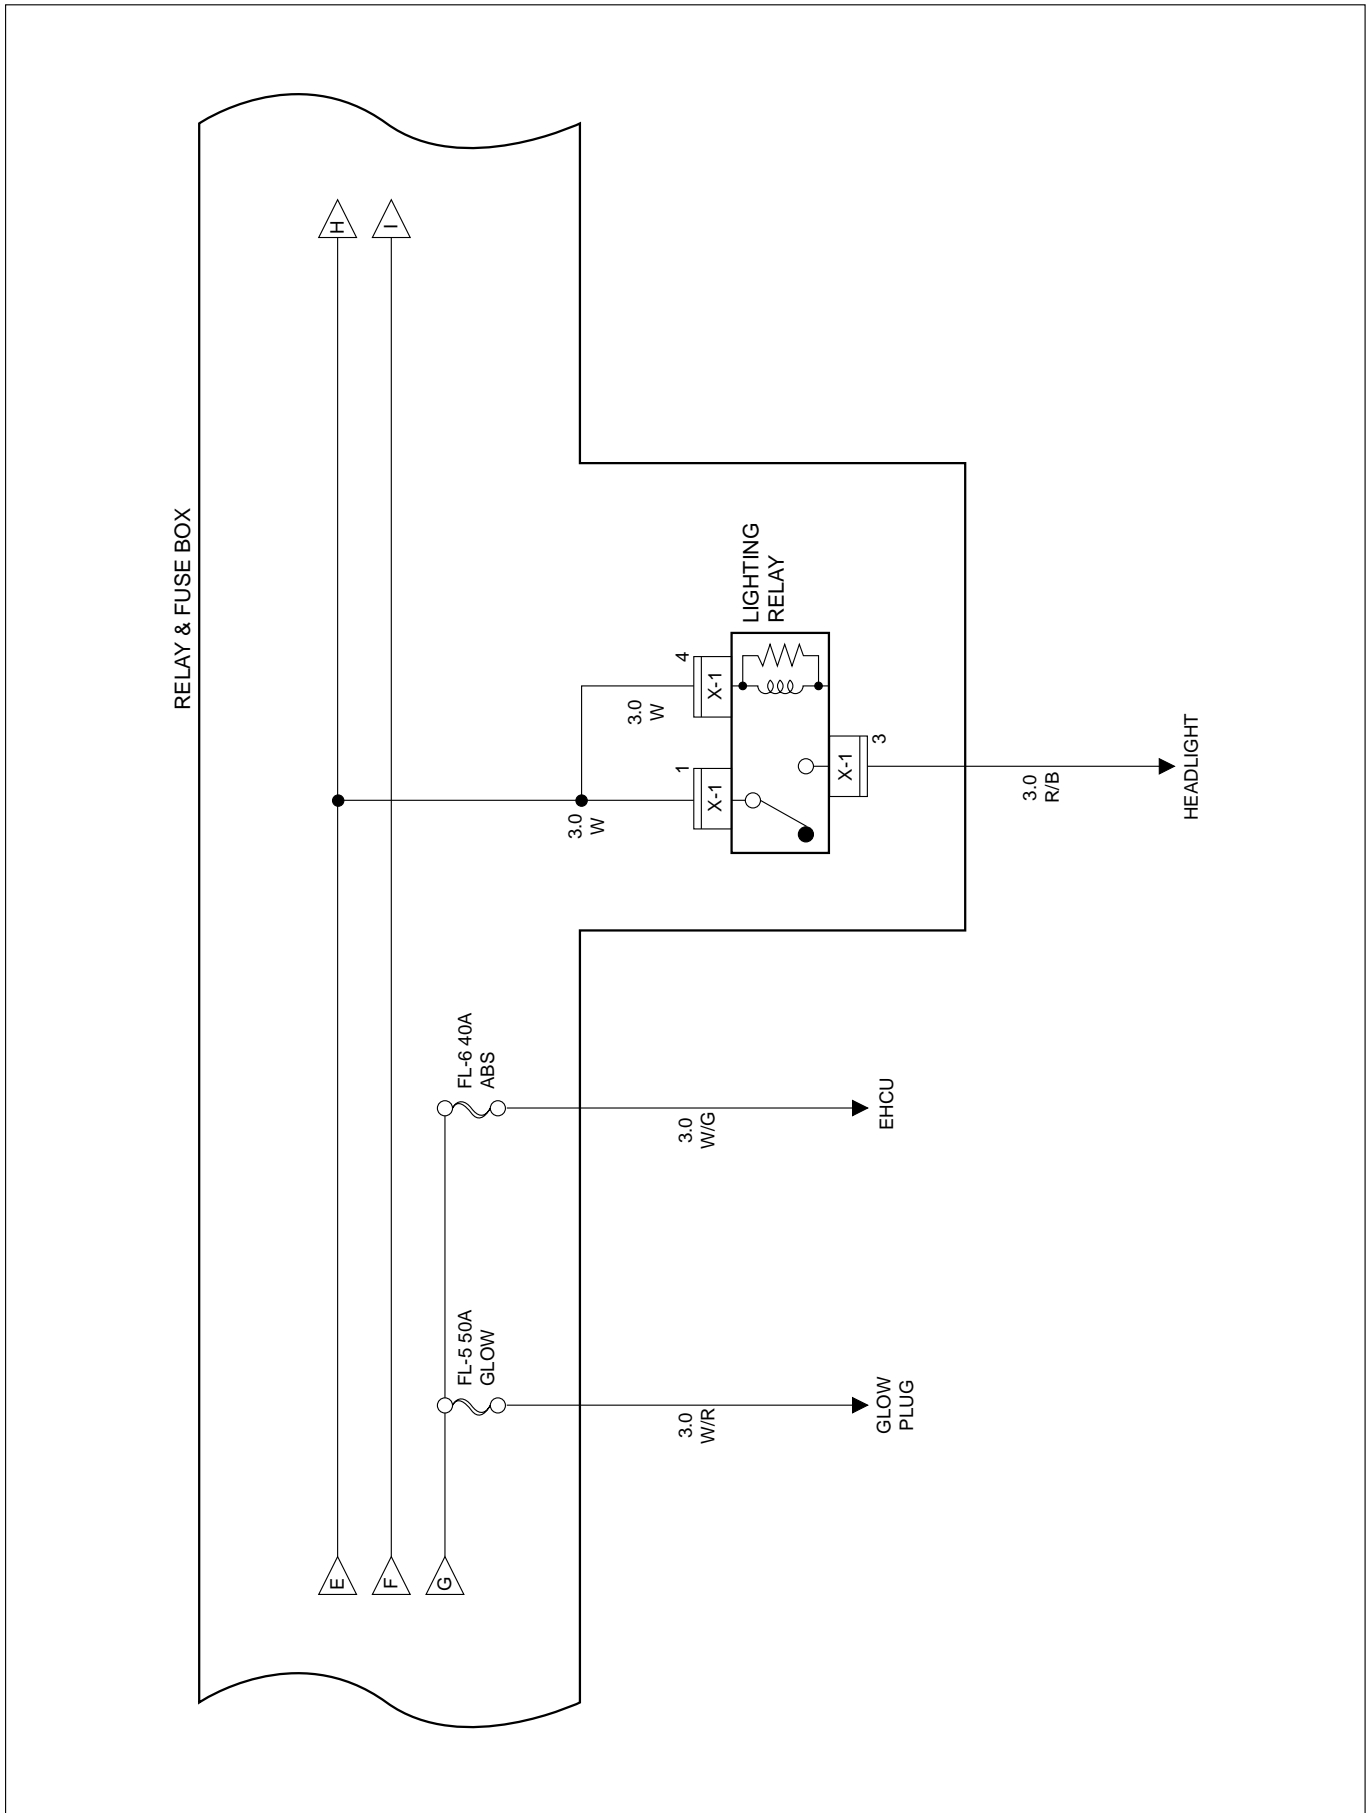 RELAY & FUSE BOX
E
F
G
H
I
FL-5 50A
GLOW
FL-6 40A
ABS
3.0
W
3.0
W
1
X-1
4
X-1
LIGHTING
RELAY
X-1
3
3.0
W/R
3.0
W/G
3.0
R/B
GLOW
PLUG
EHCU
HEADLIGHT